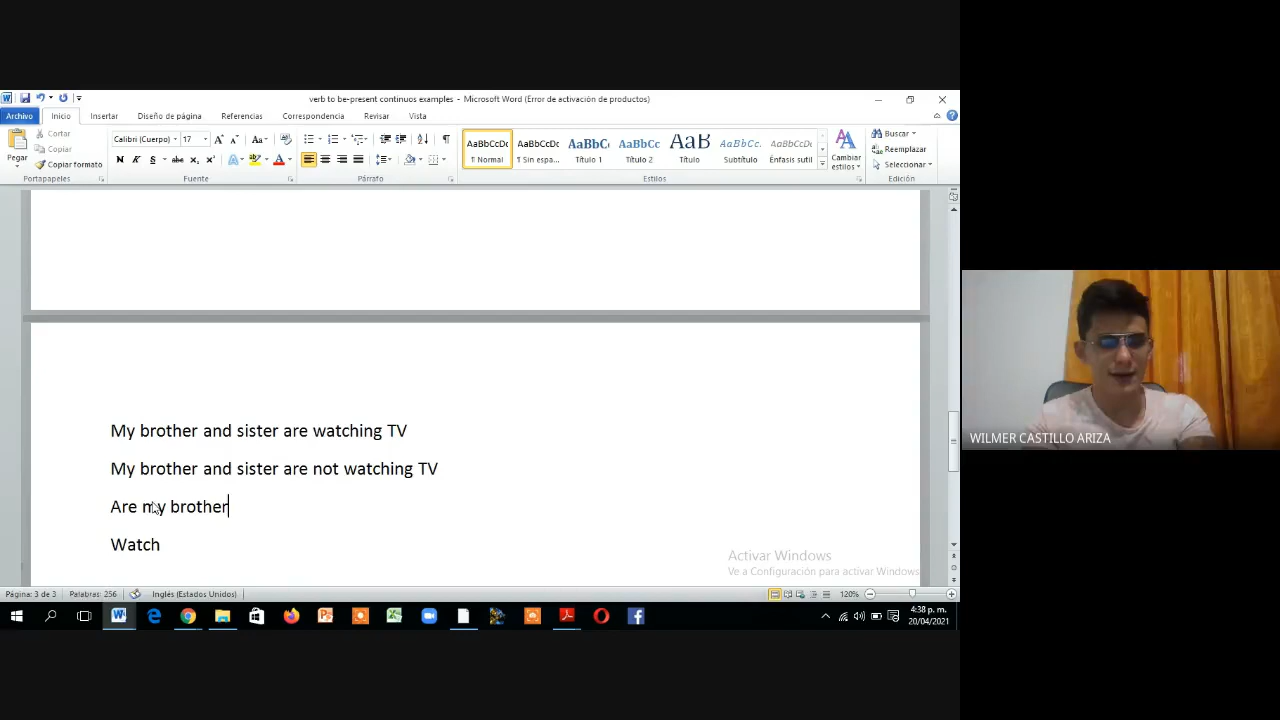 verb to be-present continuos examples - Microsoft Word (Error de activación de productos)
Archivo Inicio Insertar Diseño de página Referencias Correspondencia Revisar Vista
Pegar
Cortar
Copiar
Copiar formato
Portapapeles
Calibri (Cuerpo) 17
Fuente
Párrafo
AaBbCcDc AaBbCcDc AaBbC AaBbCc AaB AaBbCc. AaBbCcDc
¶ Normal ¶ Sin espa... Título 1 Título 2 Título Subtítulo Énfasis sutil
Cambiar estilos
Estilos
Buscar
Reemplazar
Seleccionar
Edición
My brother and sister are watching TV
My brother and sister are not watching TV
Are my brother
Watch
Activar Windows
Ve a Configuración para activar Windows
Página: 3 de 3 Palabras: 256 Inglés (Estados Unidos) 120%
4:38 p. m.
20/04/2021
WILMER CASTILLO ARIZA